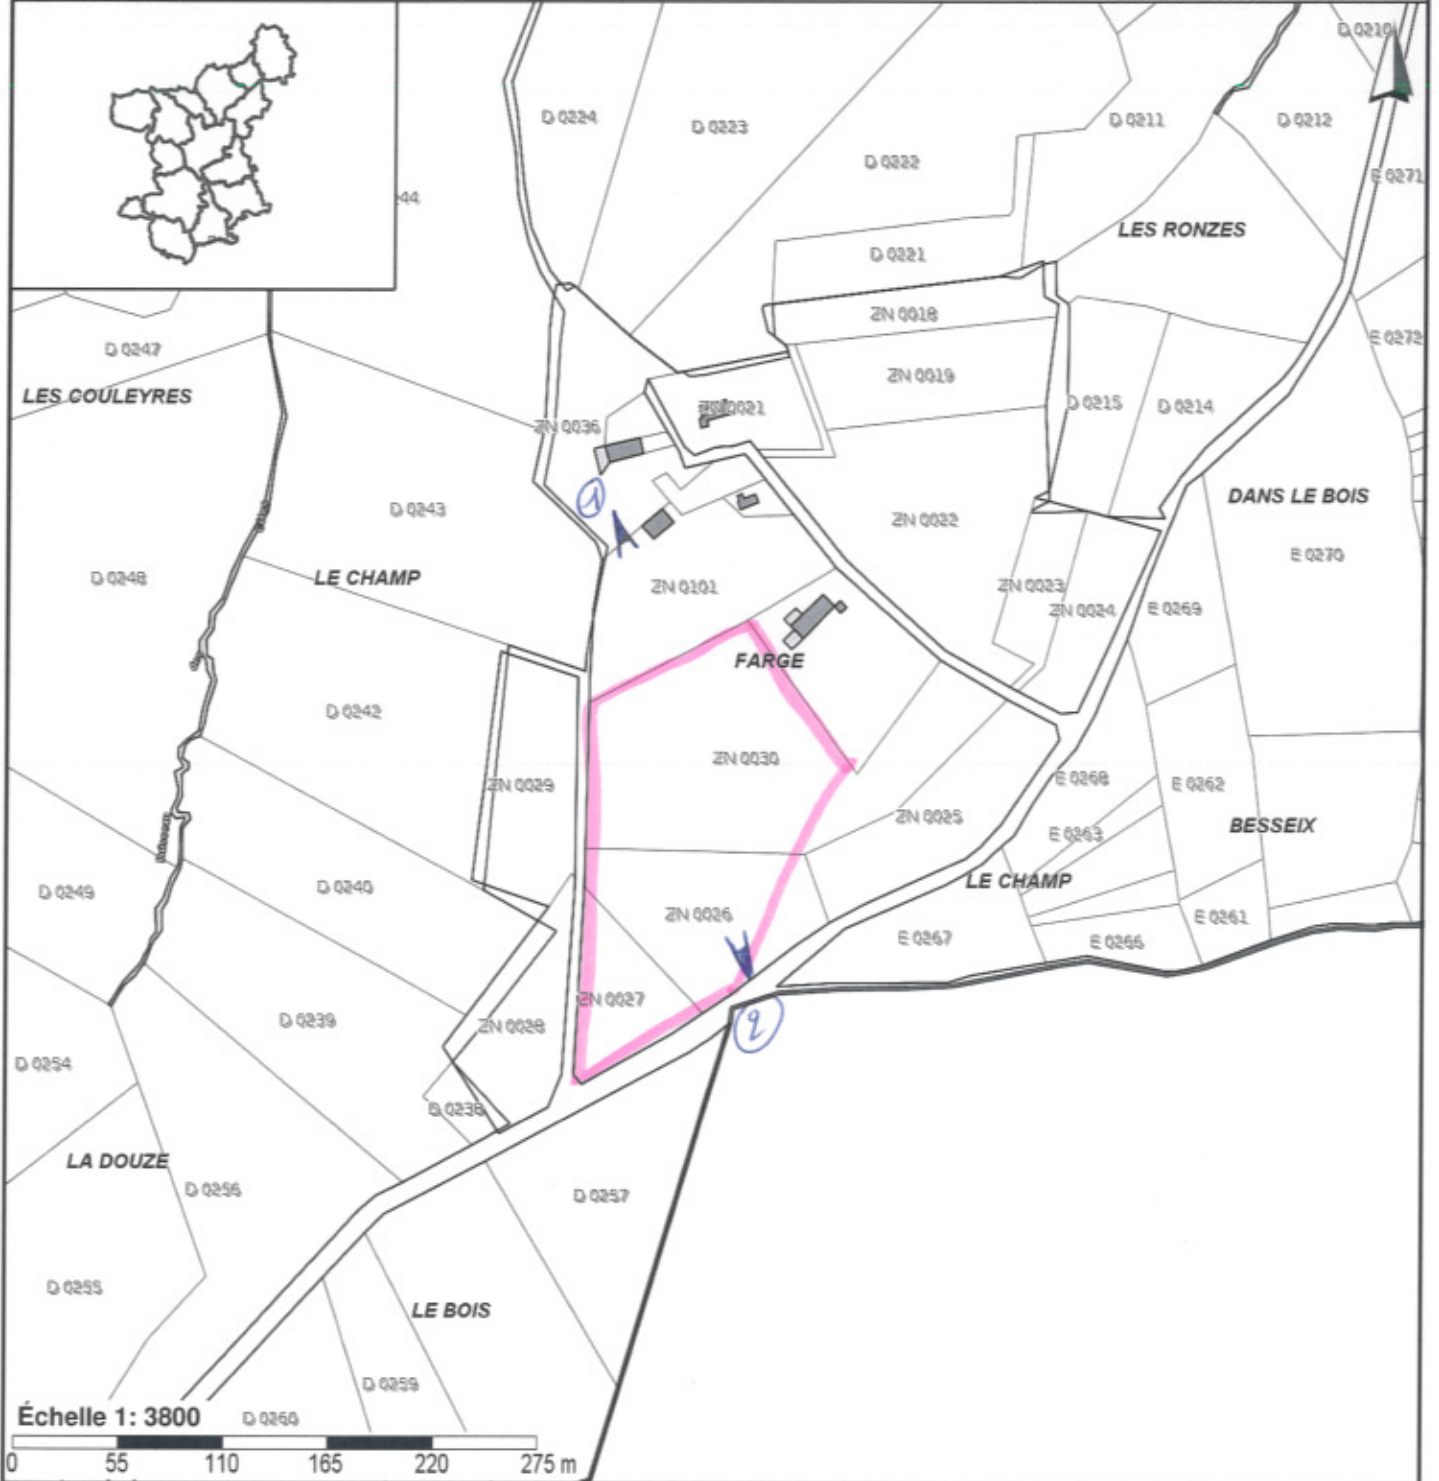 D 0210
D 0224
D 0223
D 0211
D 0212
D 0222
E 0271
44
LES RONZES
D 0221
ZN 0018
E 0272
D 0247
ZN 0019
LES COULEYRES
D 0215
D 0214
ZN 0021
ZN 0036
1
DANS LE BOIS
D 0243
ZN 0022
E 0270
D 0248
LE CHAMP
ZN 0101
ZN 0023
ZN 0024
E 0269
FARGE
D 0242
ZN 0030
ZN 0029
E 0268
E 0262
ZN 0025
E 0263
BESSEIX
LE CHAMP
D 0249
D 0240
ZN 0026
E 0261
E 0267
E 0266
ZN 0027
D 0239
ZN 0028
2
D 0254
D 0238
LA DOUZE
D 0256
D 0257
D 0255
LE BOIS
D 0259
Échelle 1: 3800
D 0260
0 55 110 165 220 275 m